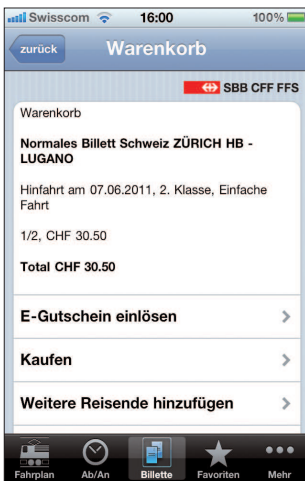 Swisscom 16:00 100%
zurück Warenkorb
SBB CFF FFS
Warenkorb
Normales Billett Schweiz ZÜRICH HB -
LUGANO
Hinfahrt am 07.06.2011, 2. Klasse, Einfache
Fahrt
1/2, CHF 30.50
Total CHF 30.50
E-Gutschein einlösen
Kaufen
Weitere Reisende hinzufügen
Fahrplan Ab/An Billette Favoriten Mehr